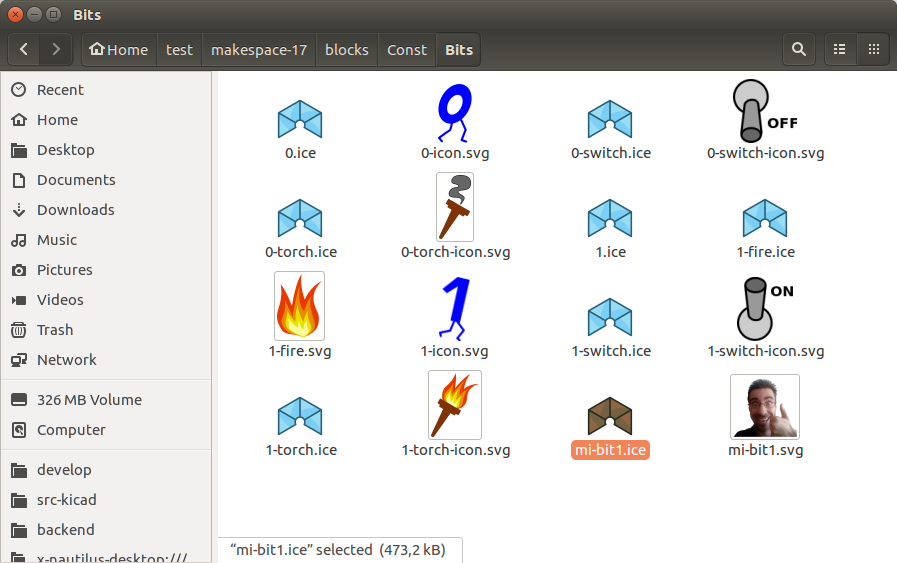 Bits
Home test makespace-17 blocks Const Bits
Recent
Home
Desktop
Documents
Downloads
Music
Pictures
Videos
Trash
Network
326 MB Volume
Computer
develop
src-kicad
backend
x-nautilus-desktop:///
OFF
0.ice 0-icon.svg 0-switch.ice 0-switch-icon.svg
0-torch.ice 0-torch-icon.svg 1.ice 1-fire.ice
ON
1-fire.svg 1-icon.svg 1-switch.ice 1-switch-icon.svg
1-torch.ice 1-torch-icon.svg mi-bit1.ice mi-bit1.svg
“mi-bit1.ice” selected (473,2 kB)